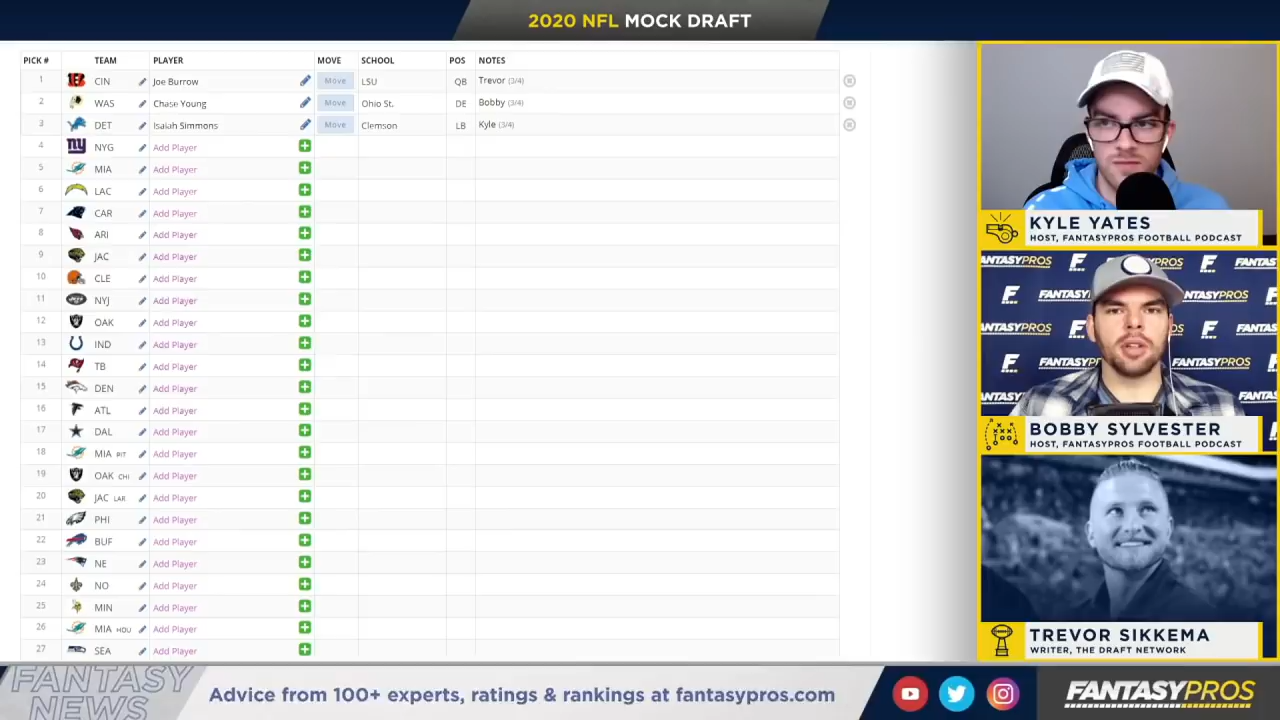 2020 NFL MOCK DRAFT
PICK # TEAM PLAYER MOVE SCHOOL POS NOTES
1 CIN Joe Burrow Move LSU QB Trevor (3/4)
2 WAS Chase Young Move Ohio St. DE Bobby (3/4)
3 DET Isaiah Simmons Move Clemson LB Kyle (3/4)
4 NYG Add Player
5 MIA Add Player
6 LAC Add Player
7 CAR Add Player
8 ARI Add Player
9 JAC Add Player
10 CLE Add Player
11 NYJ Add Player
12 OAK Add Player
13 IND Add Player
14 TB Add Player
15 DEN Add Player
16 ATL Add Player
17 DAL Add Player
18 MIA PIT Add Player
19 OAK CHI Add Player
20 JAC LAR Add Player
21 PHI Add Player
22 BUF Add Player
23 NE Add Player
24 NO Add Player
25 MIN Add Player
26 MIA HOU Add Player
27 SEA Add Player
KYLE YATES
HOST, FANTASYPROS FOOTBALL PODCAST
BOBBY SYLVESTER
HOST, FANTASYPROS FOOTBALL PODCAST
TREVOR SIKKEMA
WRITER, THE DRAFT NETWORK
FANTASY
NEWS
Advice from 100+ experts, ratings & rankings at fantasypros.com
FANTASYPROS